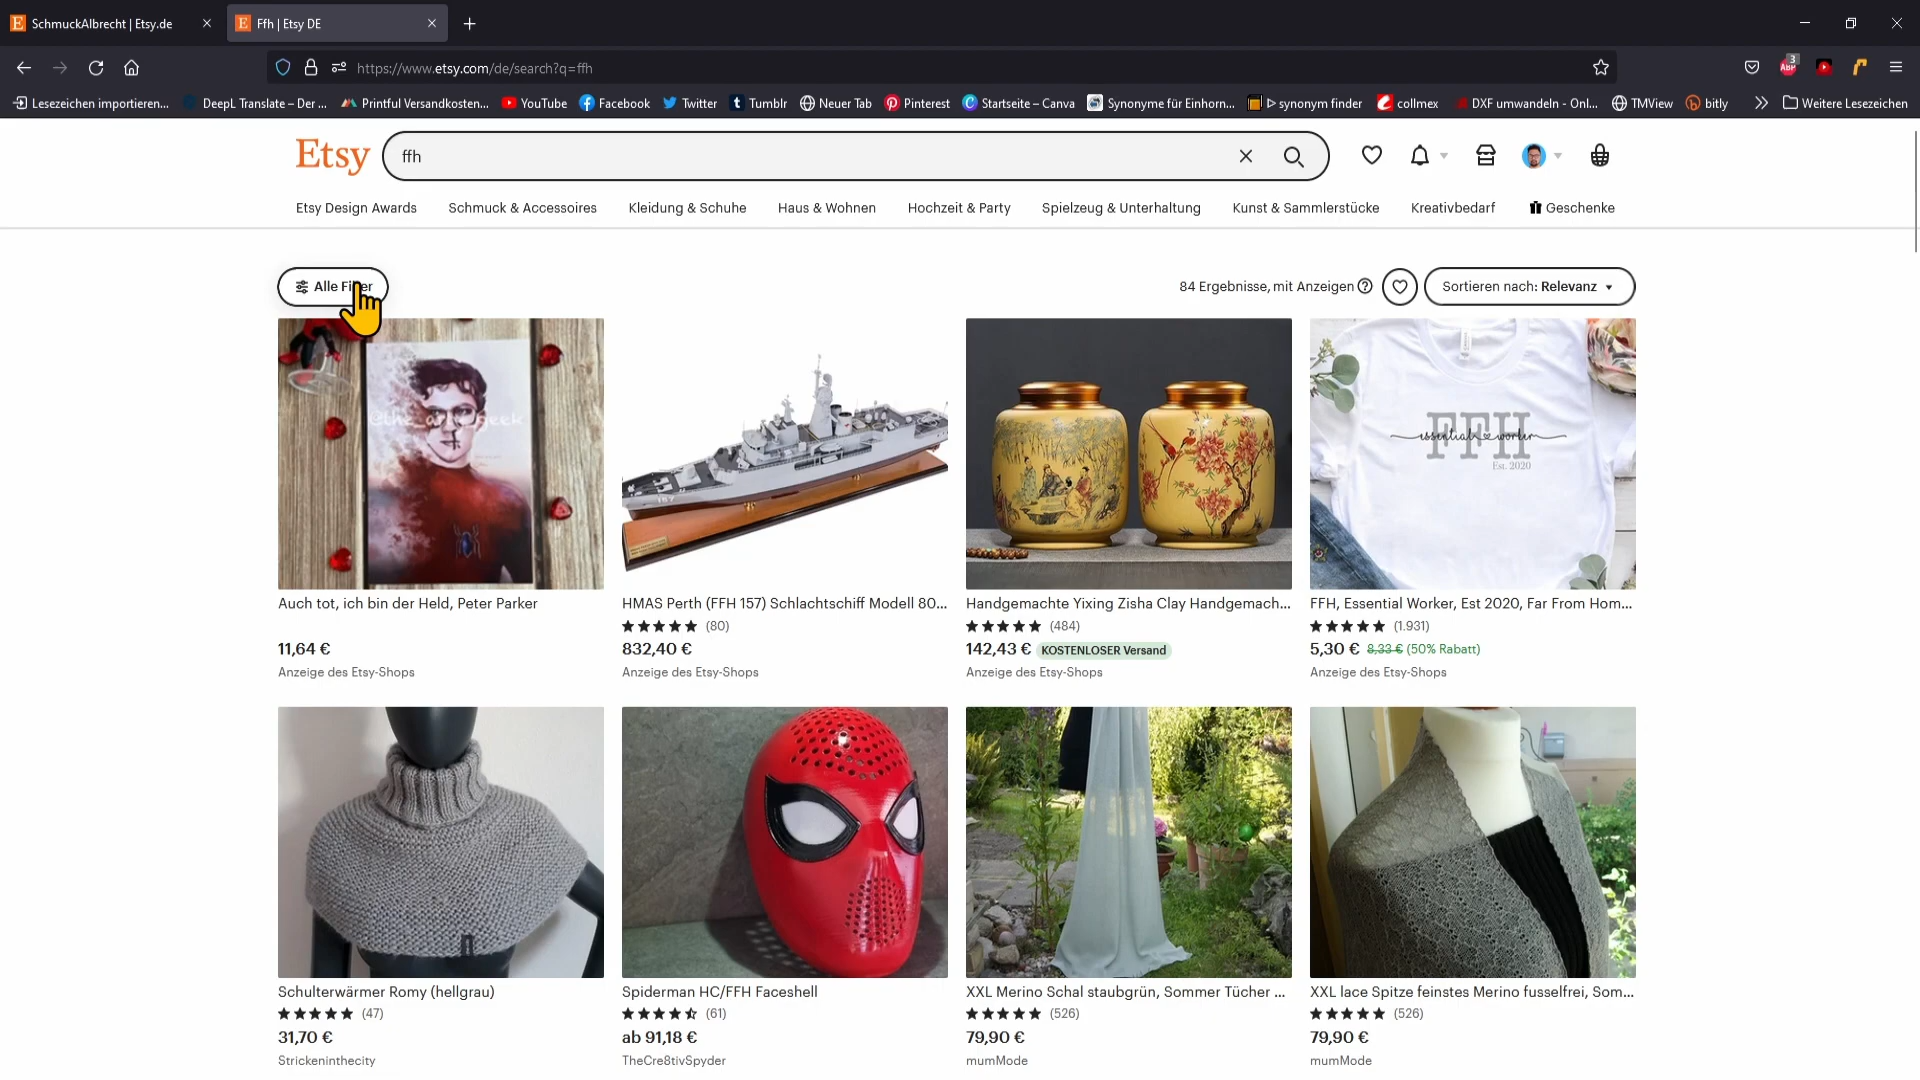 SchmuckAlbrecht | Etsy.de
Ffh | Etsy DE
https://www.etsy.com/de/search?q=ffh
Lesezeichen importieren... DeepL Translate – Der ... Printful Versandkosten... YouTube Facebook Twitter Tumblr Neuer Tab Pinterest Startseite – Canva Synonyme für Einhorn... ▷ synonym finder collmex DXF umwandeln - Onl... TMView bitly Weitere Lesezeichen
3
ABP
Etsy
ffh
Etsy Design Awards Schmuck & Accessoires Kleidung & Schuhe Haus & Wohnen Hochzeit & Party Spielzeug & Unterhaltung Kunst & Sammlerstücke Kreativbedarf Geschenke
Alle Filter
84 Ergebnisse, mit Anzeigen
Sortieren nach: Relevanz
FFH
essential worker
Est. 2020
Auch tot, ich bin der Held, Peter Parker
11,64 €
Anzeige des Etsy-Shops
HMAS Perth (FFH 157) Schlachtschiff Modell 80...
(80)
832,40 €
Anzeige des Etsy-Shops
Handgemachte Yixing Zisha Clay Handgemach...
(484)
142,43 € KOSTENLOSER Versand
Anzeige des Etsy-Shops
FFH, Essential Worker, Est 2020, Far From Hom...
(1.931)
5,30 € 8,33 € (50% Rabatt)
Anzeige des Etsy-Shops
Schulterwärmer Romy (hellgrau)
(47)
31,70 €
Strickeninthecity
Spiderman HC/FFH Faceshell
(61)
ab 91,18 €
TheCre8tivSpyder
XXL Merino Schal staubgrün, Sommer Tücher ...
(526)
79,90 €
mumMode
XXL lace Spitze feinstes Merino fusselfrei, Som...
(526)
79,90 €
mumMode